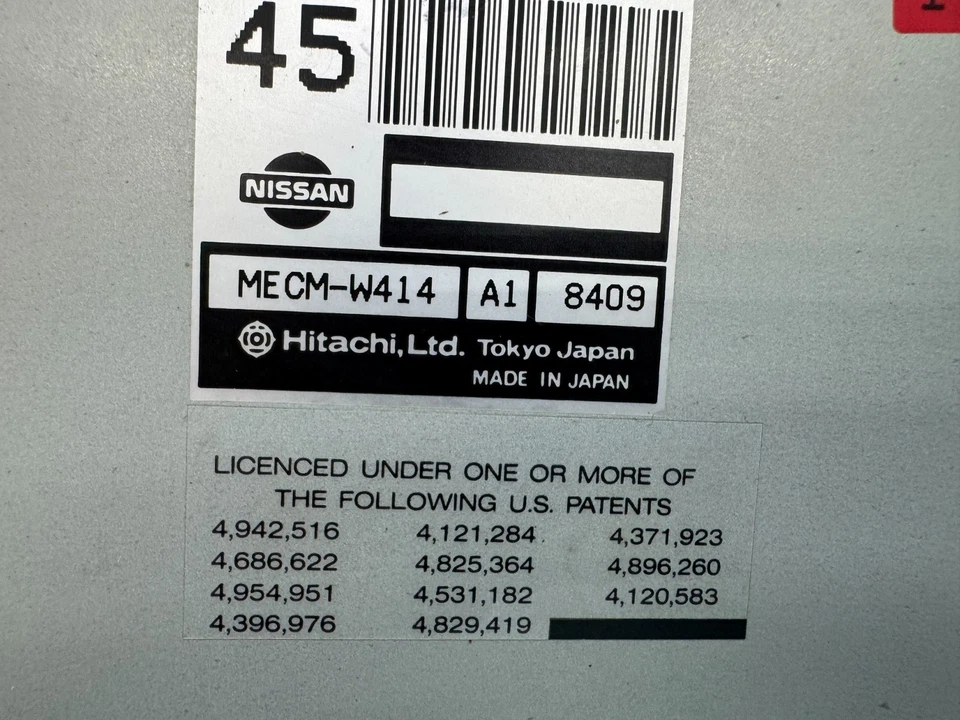 45
NISSAN
MECM-W414 A1 8409
Hitachi, Ltd. Tokyo Japan
MADE IN JAPAN
LICENCED UNDER ONE OR MORE OF
THE FOLLOWING U.S. PATENTS
4,942,516 4,121,284 4,371,923
4,686,622 4,825,364 4,896,260
4,954,951 4,531,182 4,120,583
4,396,976 4,829,419